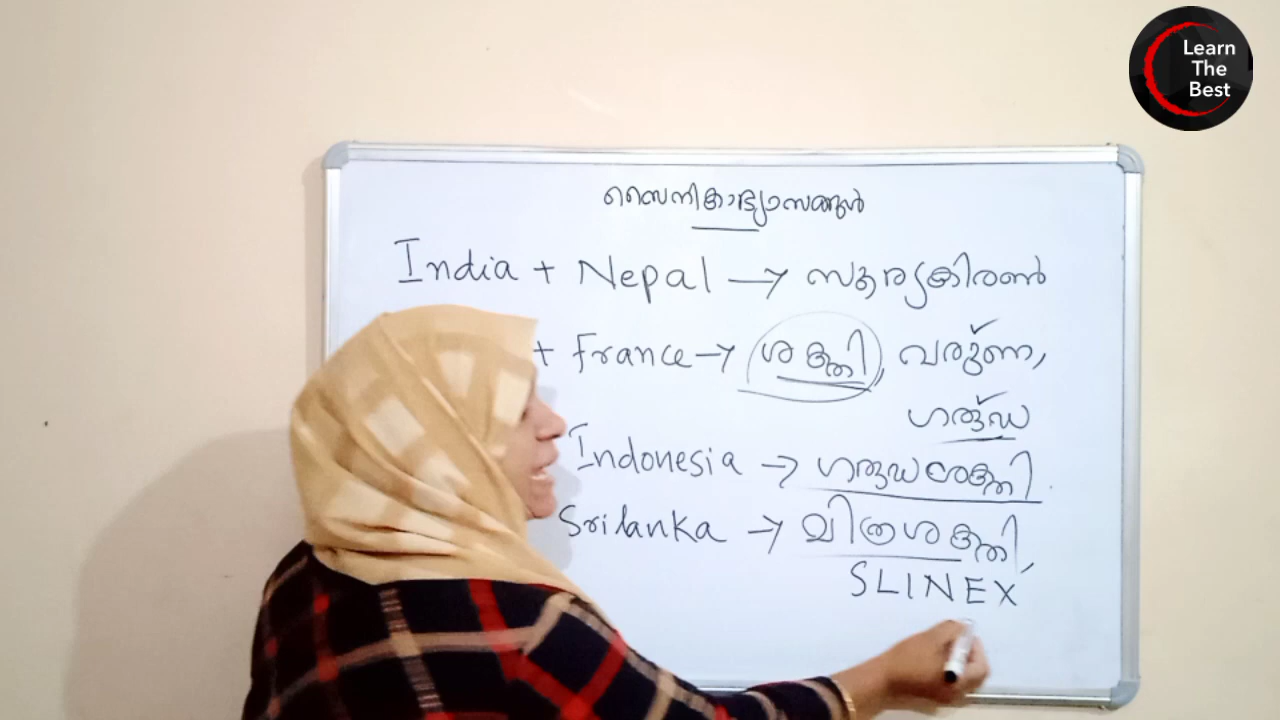 Learn
The
Best
സൈനികാഭ്യാസങ്ങൾ
India + Nepal → സൂര്യകിരൺ
+ France → ശക്തി, വരുണ,
ഗരുഡ
Indonesia → ഗരുഡശക്തി
Srilanka → മിത്രശക്തി,
SLINEX